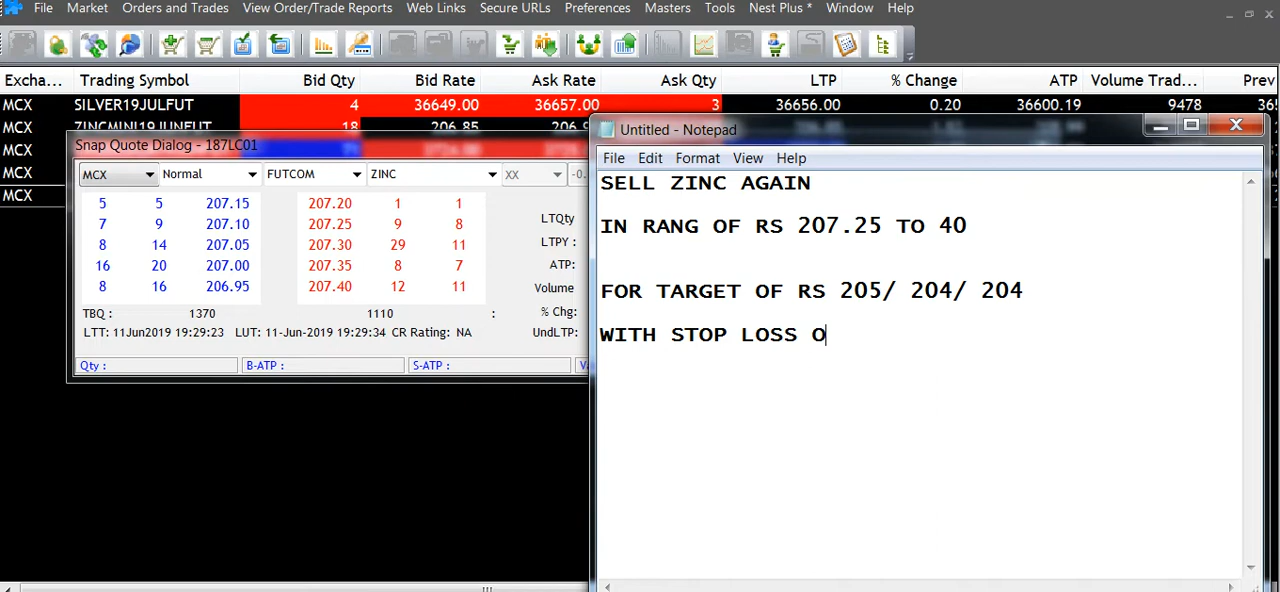 File Market Orders and Trades View Order/Trade Reports Web Links Secure URLs Preferences Masters Tools Nest Plus * Window Help
Excha... Trading Symbol Bid Qty Bid Rate Ask Rate Ask Qty LTP % Change ATP Volume Trad... Prev
MCX SILVER19JULFUT 4 36649.00 36657.00 3 36656.00 0.20 36600.19 9478
MCX ZINCMINI19JUNFUT 18 206.85
MCX
MCX
MCX
Snap Quote Dialog - 187LC01
MCX Normal FUTCOM ZINC XX
5 5 207.15 207.20 1 1
7 9 207.10 207.25 9 8
8 14 207.05 207.30 29 11
16 20 207.00 207.35 8 7
8 16 206.95 207.40 12 11
LTQty
LTPY :
ATP:
Volume
% Chg:
UndLTP:
TBQ : 1370 1110 :
LTT: 11Jun2019 19:29:23 LUT: 11-Jun-2019 19:29:34 CR Rating: NA
Qty : B-ATP : S-ATP :
Untitled - Notepad
File Edit Format View Help
SELL ZINC AGAIN
IN RANG OF RS 207.25 TO 40
FOR TARGET OF RS 205/ 204/ 204
WITH STOP LOSS O